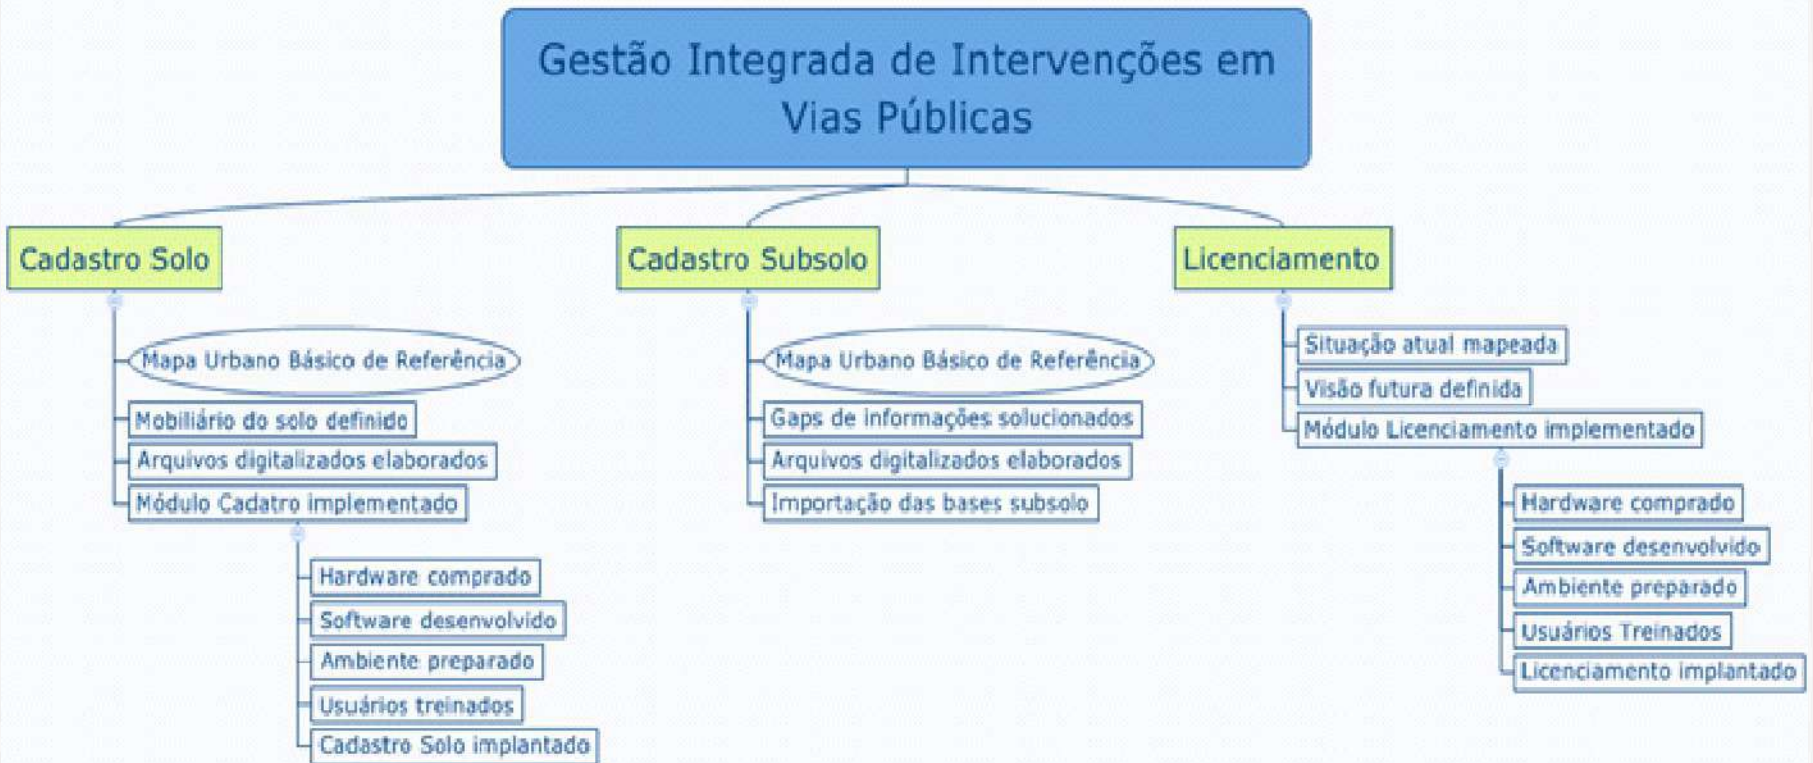 Gestão Integrada de Intervenções em
Vias Públicas
Cadastro Solo
Mapa Urbano Básico de Referência
Mobiliário do solo definido
Arquivos digitalizados elaborados
Módulo Cadatro implementado
Hardware comprado
Software desenvolvido
Ambiente preparado
Usuários treinados
Cadastro Solo implantado
Cadastro Subsolo
Mapa Urbano Básico de Referência
Gaps de informações solucionados
Arquivos digitalizados elaborados
Importação das bases subsolo
Licenciamento
Situação atual mapeada
Visão futura definida
Módulo Licenciamento implementado
Hardware comprado
Software desenvolvido
Ambiente preparado
Usuários Treinados
Licenciamento implantado